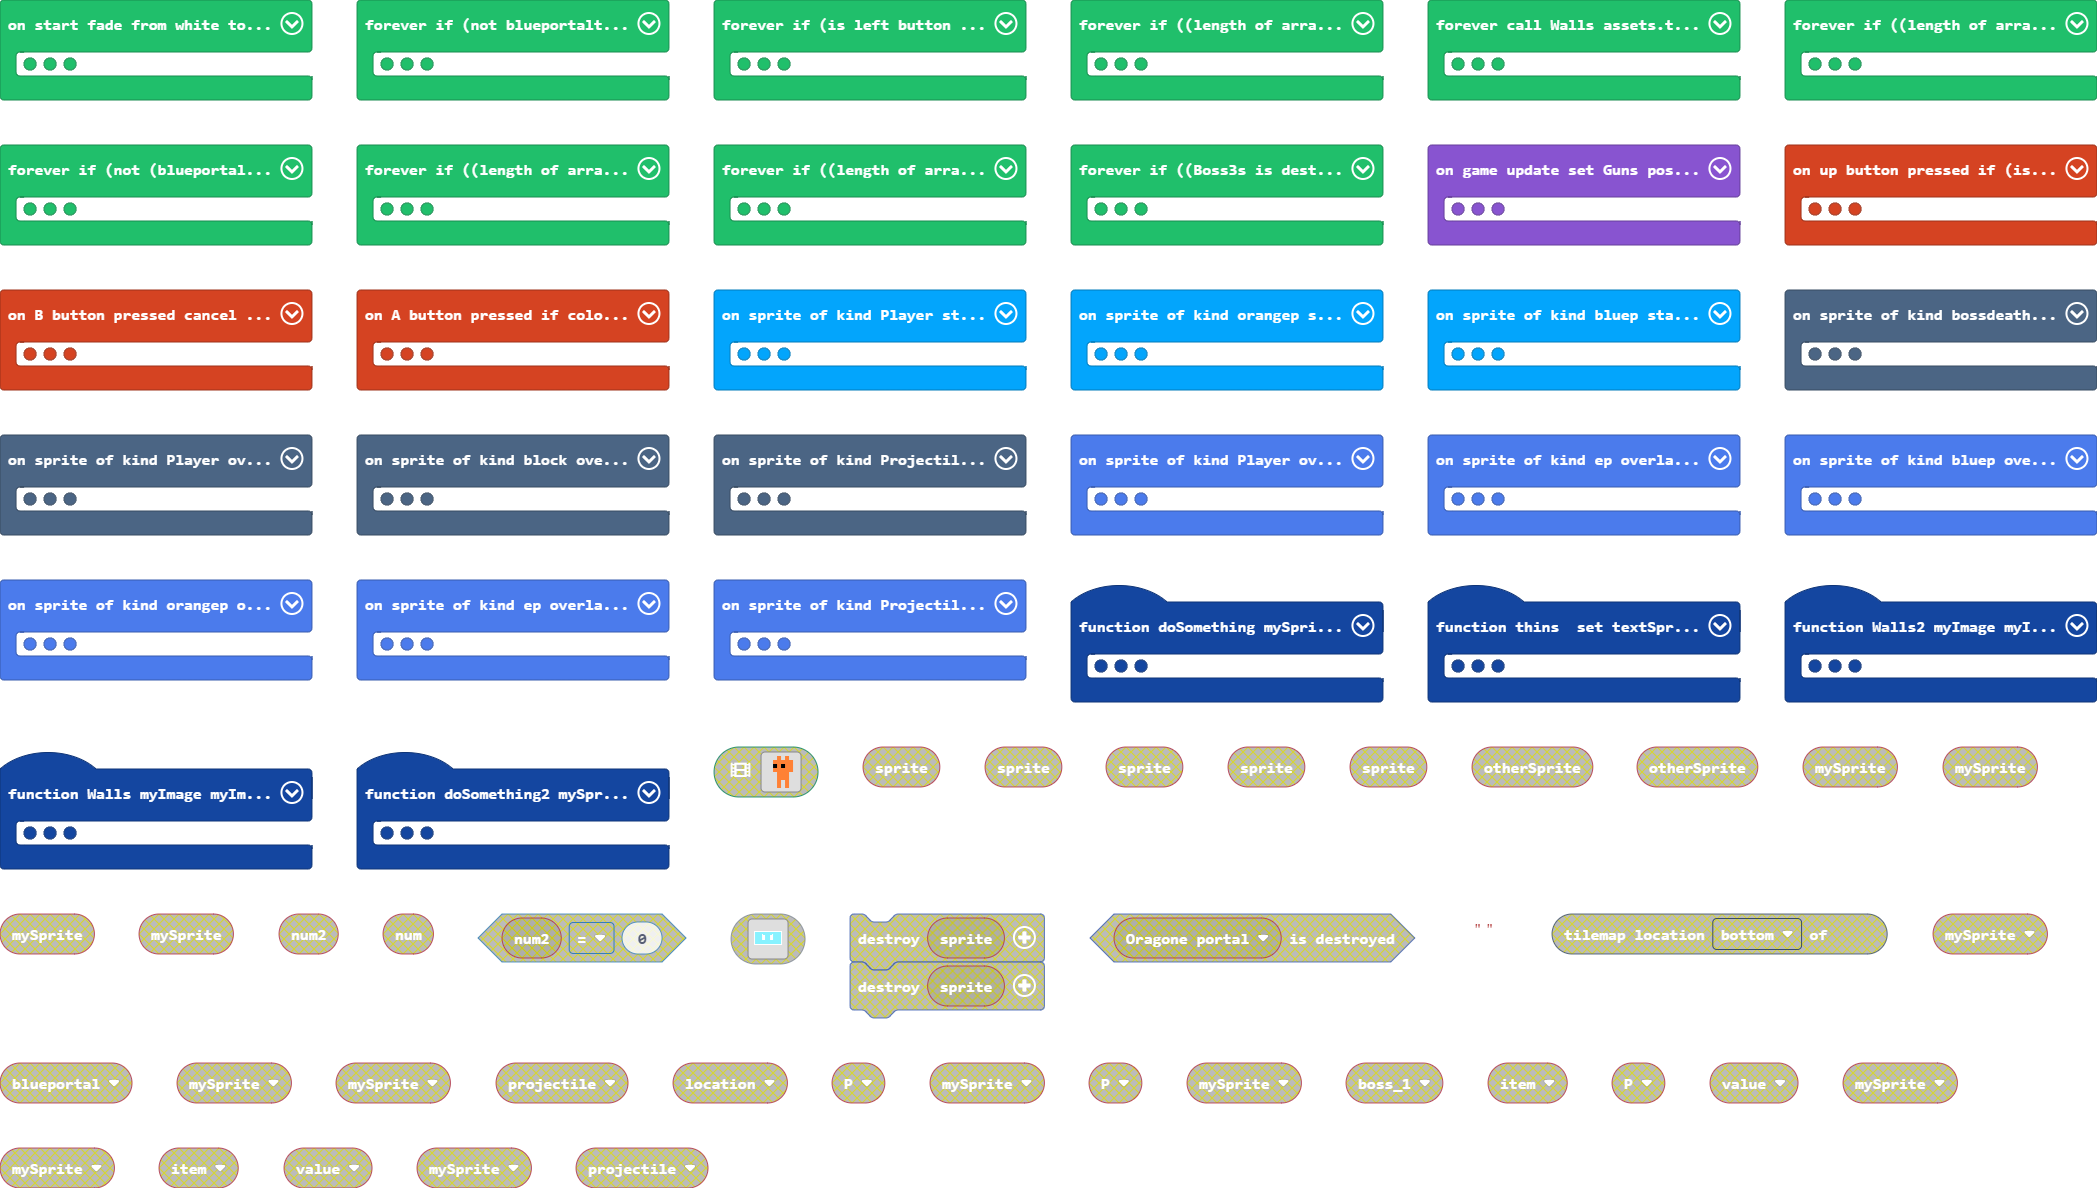 on start fade from white to...
forever if (not blueportalt...
forever if (is left button ...
forever if ((length of arra...
forever call Walls assets.t...
forever if ((length of arra...
forever if (not (blueportal...
forever if ((length of arra...
forever if ((length of arra...
forever if ((Boss3s is dest...
on game update set Guns pos...
on up button pressed if (is...
on B button pressed cancel ...
on A button pressed if colo...
on sprite of kind Player st...
on sprite of kind orangep s...
on sprite of kind bluep sta...
on sprite of kind bossdeath...
on sprite of kind Player ov...
on sprite of kind block ove...
on sprite of kind Projectil...
on sprite of kind Player ov...
on sprite of kind ep overla...
on sprite of kind bluep ove...
on sprite of kind orangep o...
on sprite of kind ep overla...
on sprite of kind Projectil...
function doSomething mySpri...
function thins  set textSpr...
function Walls2 myImage myI...
function Walls myImage myIm...
function doSomething2 mySpr...
sprite
sprite
sprite
sprite
sprite
otherSprite
otherSprite
mySprite
mySprite
mySprite
mySprite
num2
num
num2 = 0
destroy sprite
destroy sprite
Oragone portal is destroyed
" "
tilemap location bottom of
mySprite
blueportal
mySprite
mySprite
projectile
location
P
mySprite
P
mySprite
boss_1
item
P
value
mySprite
mySprite
item
value
mySprite
projectile